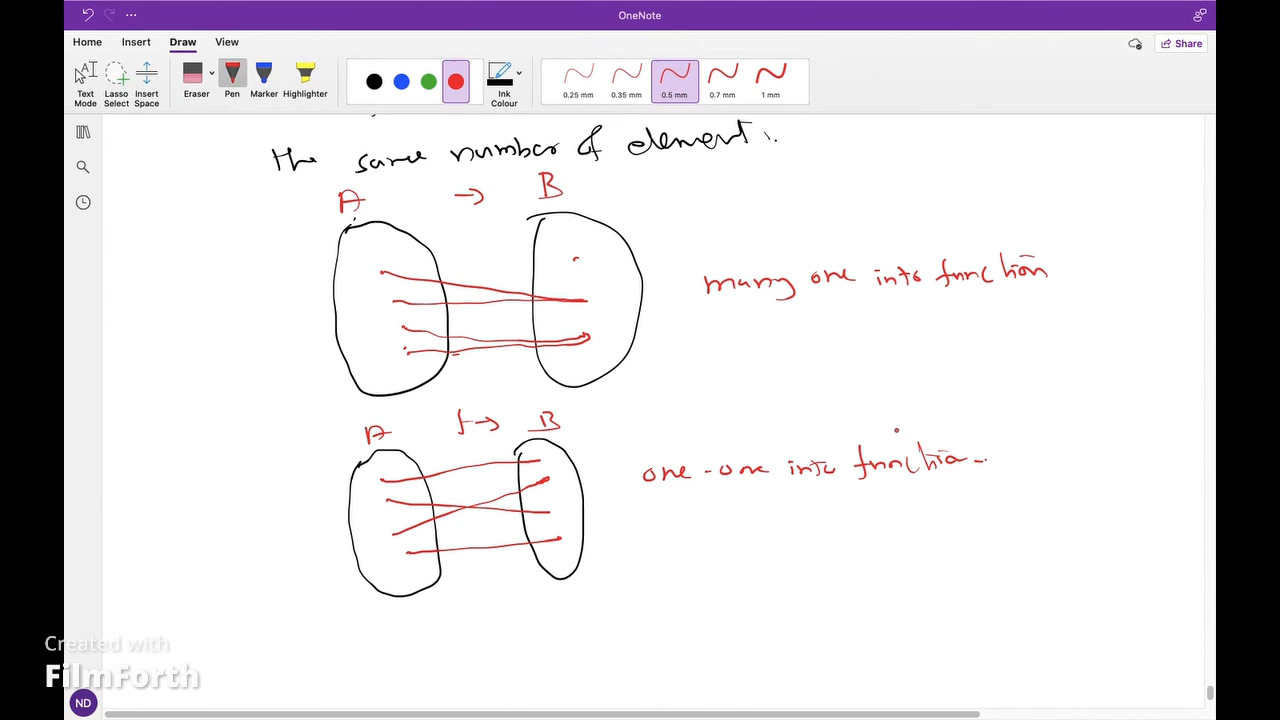 OneNote
Home Insert Draw View
Share
Text Mode
Lasso Select
Insert Space
Eraser
Pen
Marker
Highlighter
Ink Colour
0.25 mm 0.35 mm 0.5 mm 0.7 mm 1 mm
the same number of element.
A → B
many one into function
A f→ B
one-one into function
Created with
FilmForth
ND